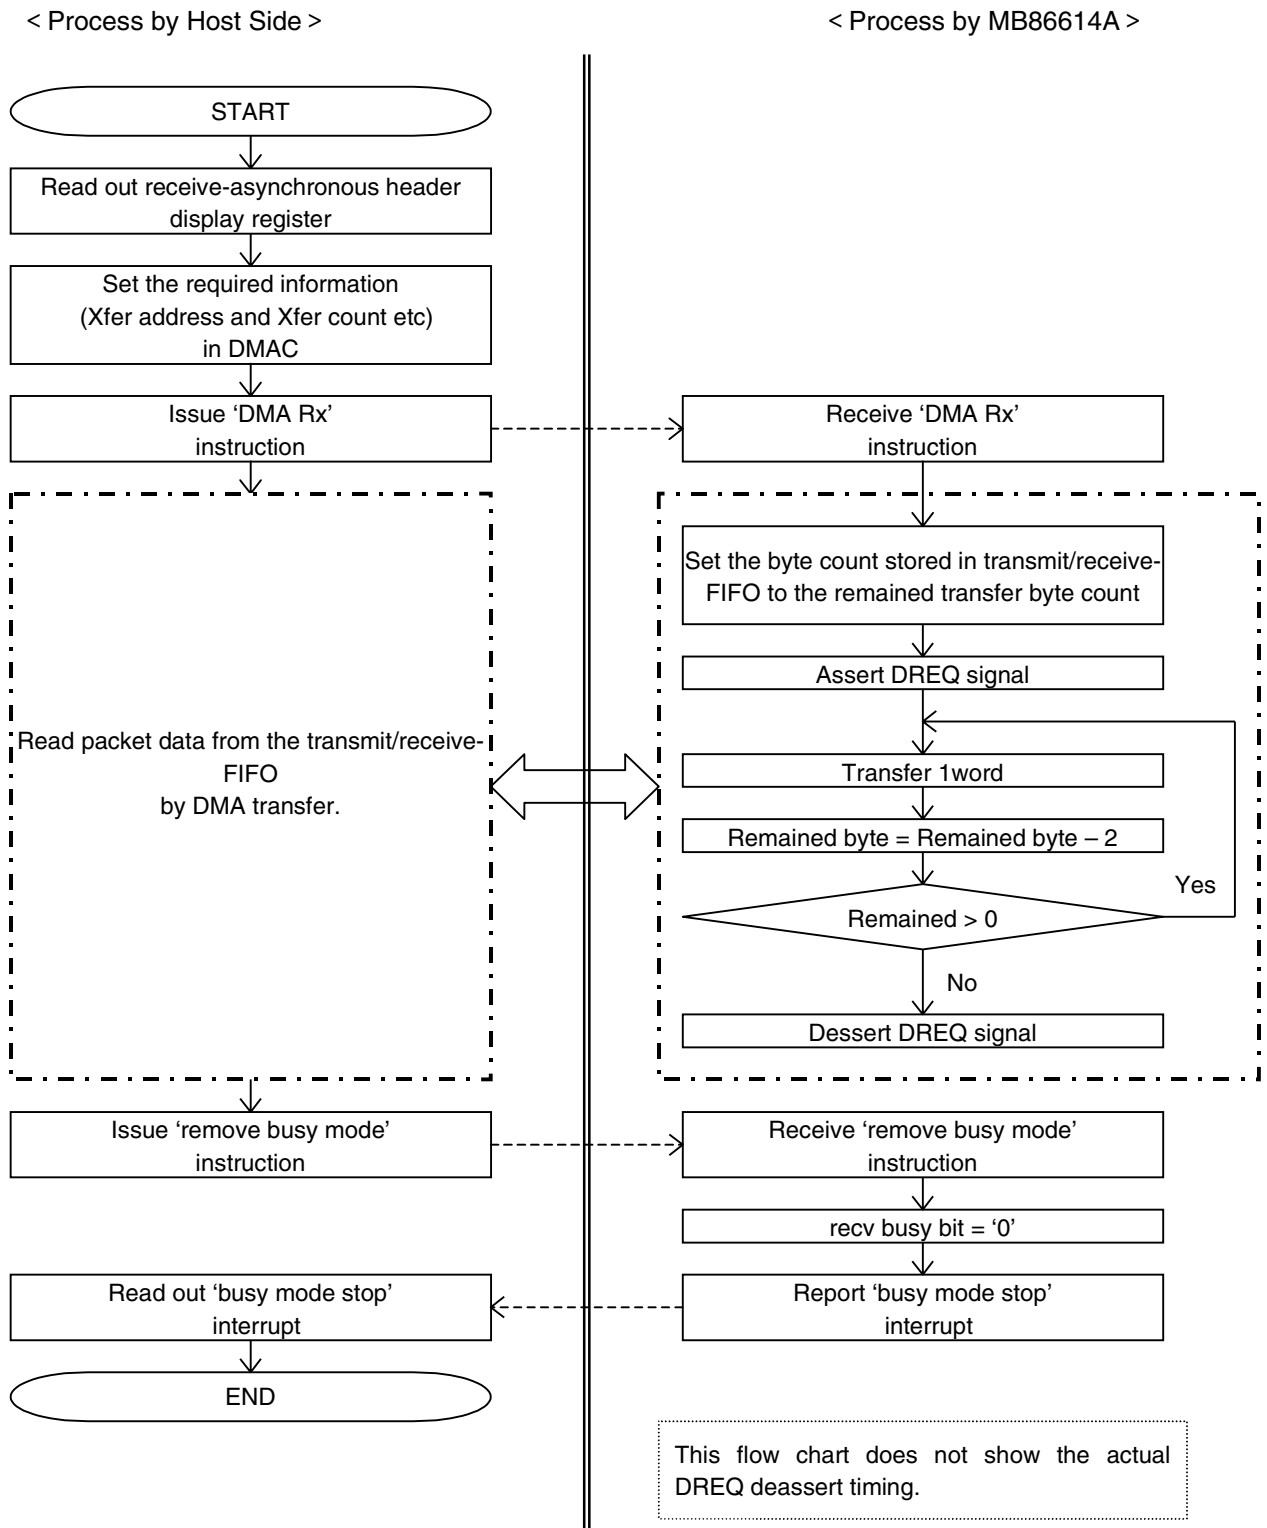 < Process by Host Side >
< Process by MB86614A >
START
Read out receive-asynchronous header
display register
Set the required information
(Xfer address and Xfer count etc)
in DMAC
Issue ‘DMA Rx’
instruction
Receive ‘DMA Rx’
instruction
Set the byte count stored in transmit/receive-
FIFO to the remained transfer byte count
Assert DREQ signal
Read packet data from the transmit/receive-
FIFO
by DMA transfer.
Transfer 1word
Remained byte = Remained byte – 2
Yes
Remained > 0
No
Dessert DREQ signal
Issue ‘remove busy mode’
instruction
Receive ‘remove busy mode’
instruction
recv busy bit = ‘0’
Read out ‘busy mode stop’
interrupt
Report ‘busy mode stop’
interrupt
END
This flow chart does not show the actual
DREQ deassert timing.